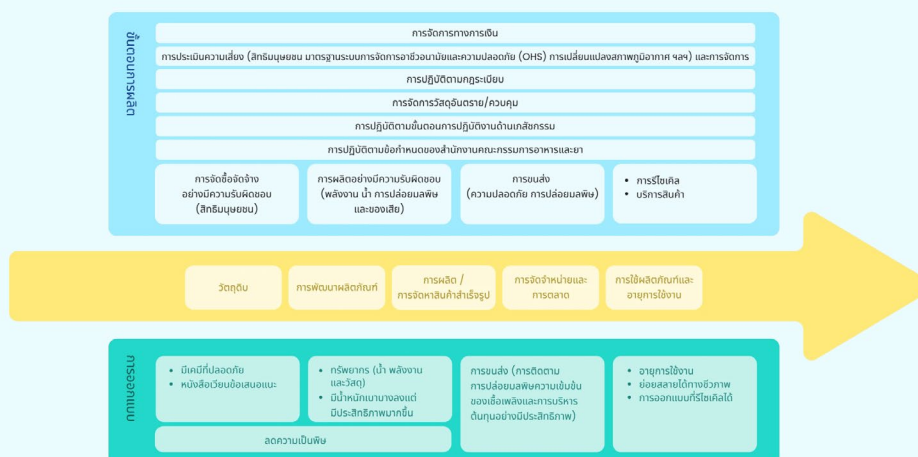 ขั้นตอนการผลิต
การจัดการทางการเงิน
การประเมินความเสี่ยง (สิทธิมนุษยชน มาตรฐานระบบการจัดการอาชีวอนามัยและความปลอดภัย (OHS) การเปลี่ยนแปลงสภาพภูมิอากาศ ฯลฯ) และการจัดการ
การปฏิบัติตามกฎระเบียบ
การจัดการวัสดุอันตราย/ควบคุม
การปฏิบัติตามขั้นตอนการปฏิบัติงานด้านเภสัชกรรม
การปฏิบัติตามข้อกำหนดของสำนักงานคณะกรรมการอาหารและยา
การจัดซื้อจัดจ้าง
อย่างมีความรับผิดชอบ
(สิทธิมนุษยชน)
การผลิตอย่างมีความรับผิดชอบ
(พลังงาน น้ำ การปล่อยมลพิษ
และของเสีย)
การขนส่ง
(ความปลอดภัย การปล่อยมลพิษ)
• การรีไซเคิล
• บริการสินค้า
วัตถุดิบ
การพัฒนาผลิตภัณฑ์
การผลิต /
การจัดหาสินค้าสำเร็จรูป
การจัดจำหน่ายและ
การตลาด
การใช้ผลิตภัณฑ์และ
อายุการใช้งาน
การออกแบบ
• มีเคมีที่ปลอดภัย
• หนังสือเวียนข้อเสนอแนะ
• ทรัพยากร (น้ำ พลังงาน
และวัสดุ)
• มีน้ำหนักเบาบางลงแต่
มีประสิทธิภาพมากขึ้น
ลดความเป็นพิษ
การขนส่ง (การติดตาม
การปล่อยมลพิษความเข้มข้น
ของเชื้อเพลิงและการบริหาร
ต้นทุนอย่างมีประสิทธิภาพ)
• อายุการใช้งาน
• ย่อยสลายได้ทางชีวภาพ
• การออกแบบที่รีไซเคิลได้